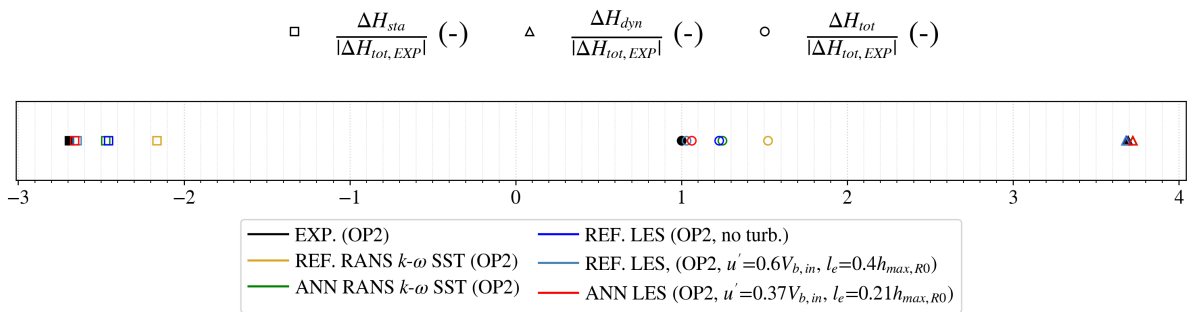 □ ΔH_sta / |ΔH_tot,EXP| (-) △ ΔH_dyn / |ΔH_tot,EXP| (-) ○ ΔH_tot / |ΔH_tot,EXP| (-)
−3 −2 −1 0 1 2 3 4
EXP. (OP2)
REF. RANS k-ω SST (OP2)
ANN RANS k-ω SST (OP2)
REF. LES (OP2, no turb.)
REF. LES, (OP2, u′=0.6V_b,in, l_e=0.4h_max,R0)
ANN LES (OP2, u′=0.37V_b,in, l_e=0.21h_max,R0)